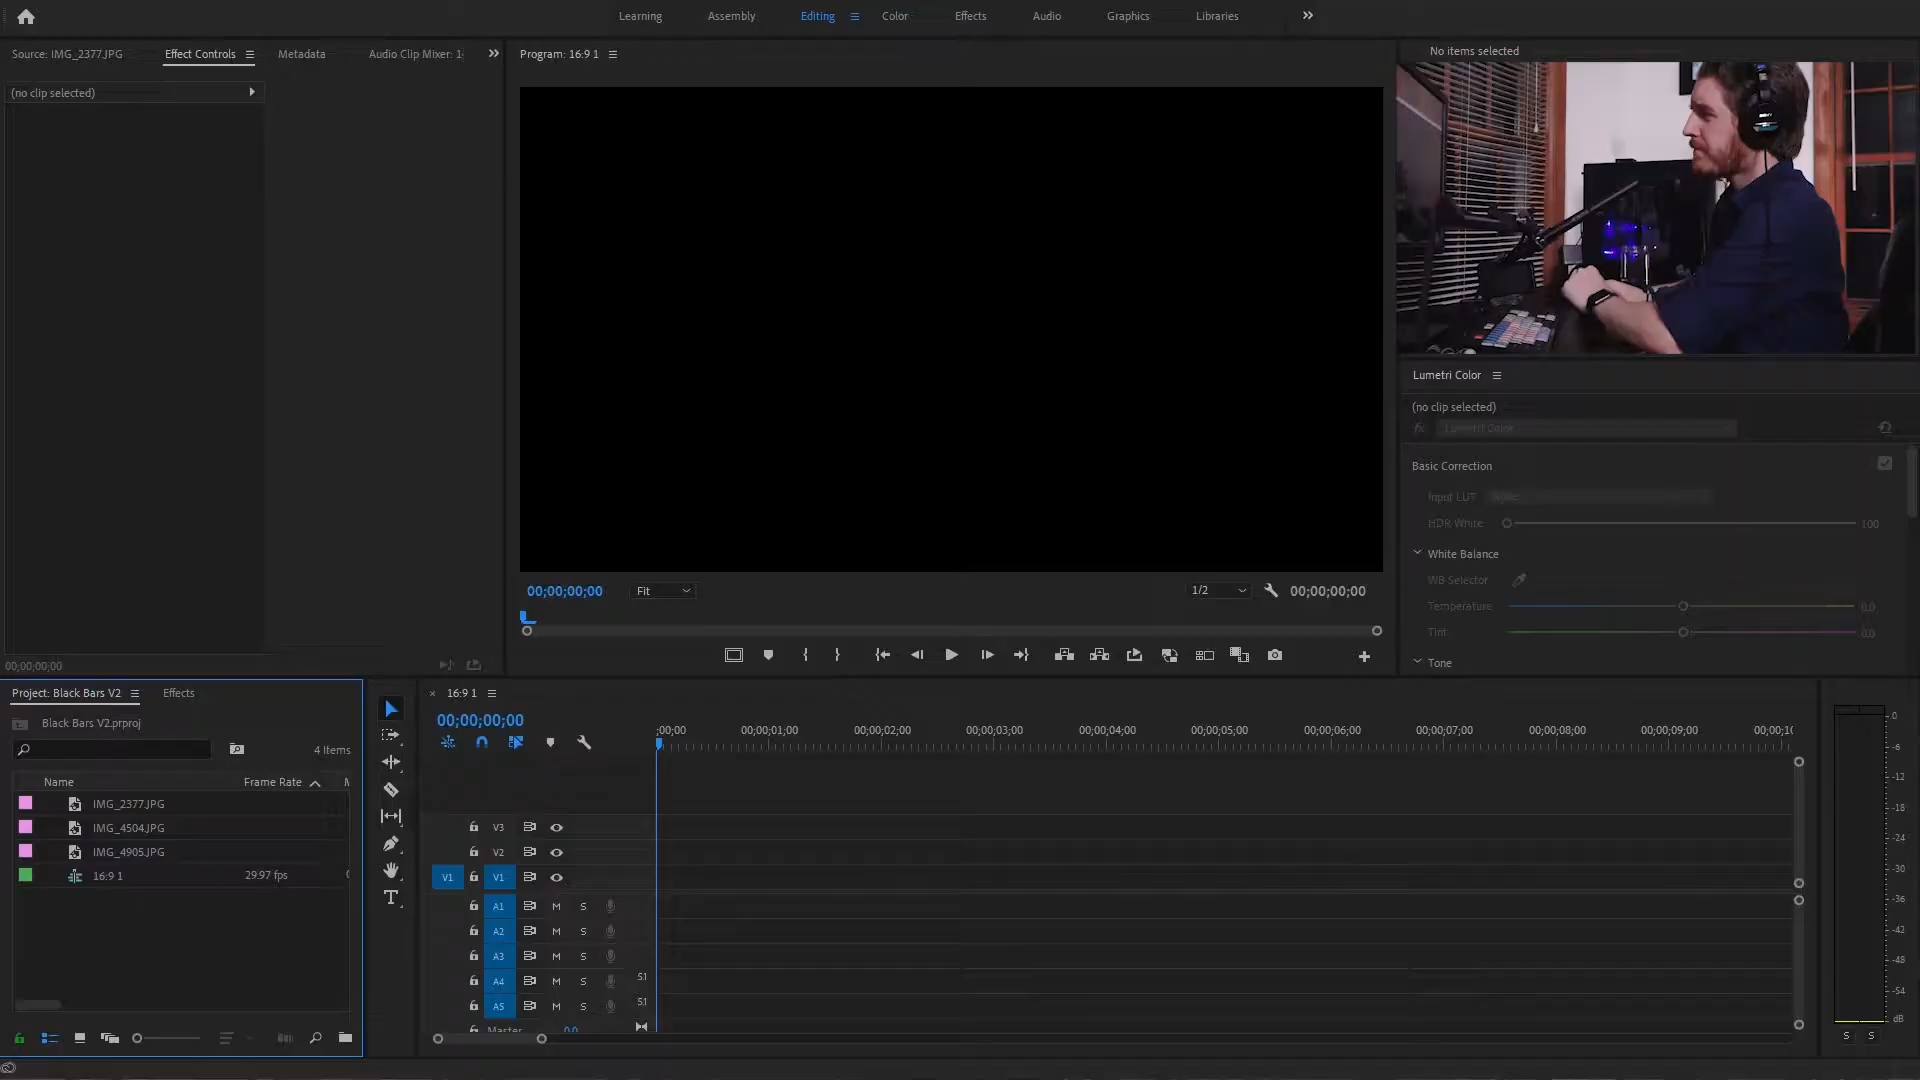 Learning Assembly Editing Color Effects Audio Graphics Libraries
Source: IMG_2377.JPG Effect Controls Metadata Audio Clip Mixer: 1
(no clip selected)
00;00;00;00
Program: 16:9 1
00;00;00;00 Fit 1/2 00;00;00;00
No items selected
Lumetri Color
(no clip selected)
fx Lumetri Color
Basic Correction
Input LUT None
HDR White 100
White Balance
WB Selector
Temperature 0.0
Tint 0.0
Tone
Project: Black Bars V2 Effects
Black Bars V2.prproj
4 Items
Name Frame Rate
IMG_2377.JPG
IMG_4504.JPG
IMG_4905.JPG
16:9 1 29.97 fps
T
× 16:9 1
00;00;00;00
;00;00 00;00;01;00 00;00;02;00 00;00;03;00 00;00;04;00 00;00;05;00 00;00;06;00 00;00;07;00 00;00;08;00 00;00;09;00 00;00;10
V3
V2
V1 V1
A1 M S
A2 M S
A3 M S
A4 M S 5.1
A5 M S 5.1
Master 0.0
0
-6
-12
-18
-24
-30
-36
-42
-48
-54
dB
S S